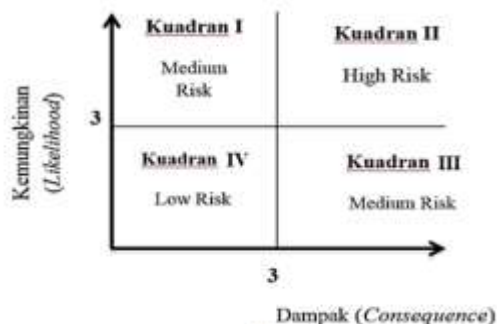 Kuadran I
Medium
Risk
Kuadran II
High Risk
Kemungkinan
(Likelihood)
3
Kuadran IV
Low Risk
Kuadran III
Medium Risk
3
Dampak (Consequence)